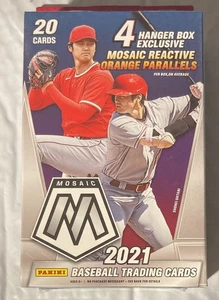 20
CARDS
4
HANGER BOX
EXCLUSIVE
MOSAIC REACTIVE
ORANGE PARALLELS
PER BOX, ON AVERAGE
MOSAIC
M
2021
PANINI
BASEBALL TRADING CARDS